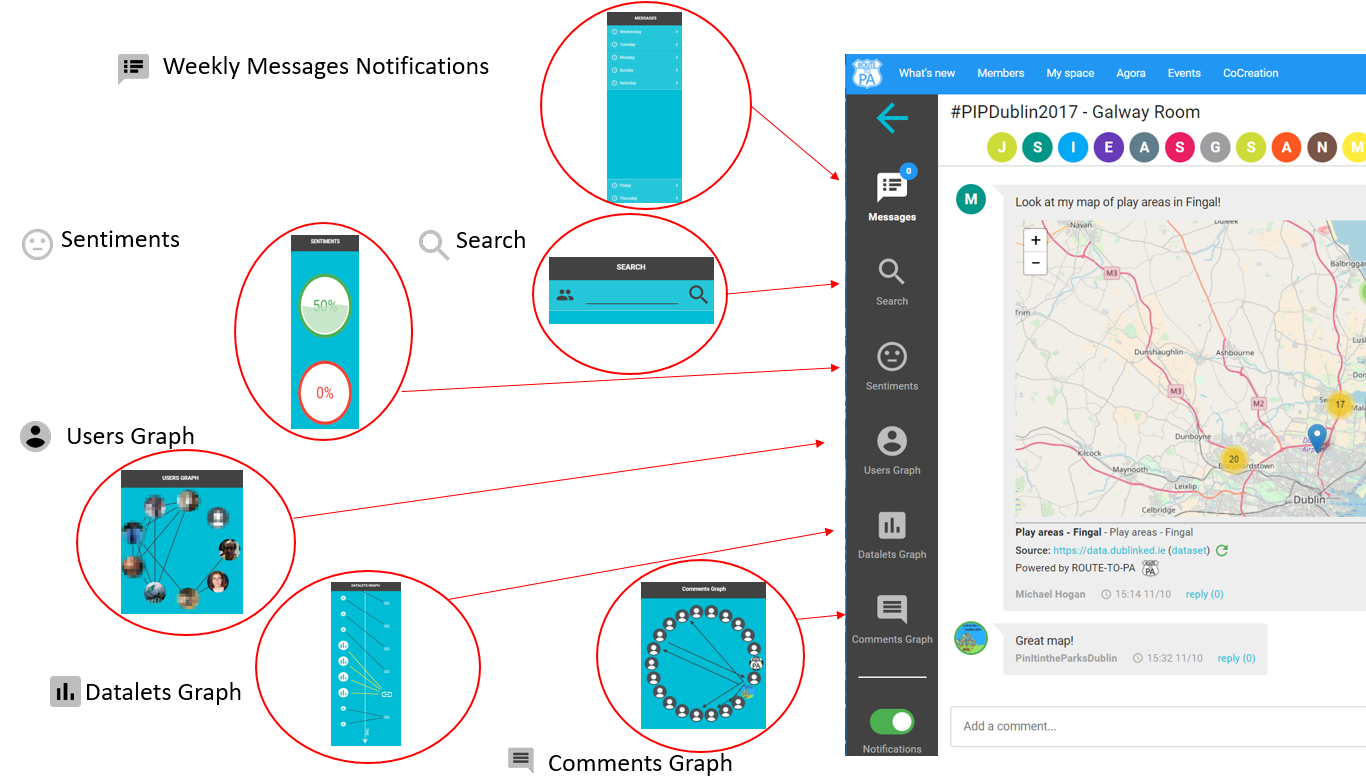 Weekly Messages Notifications
MESSAGES
Wednesday
Tuesday
Monday
Sunday
Saturday
Friday
Thursday
Sentiments
SENTIMENTS
50%
0%
Search
SEARCH
Users Graph
USERS GRAPH
Datalets Graph
DATALETS GRAPH
Comments Graph
Comments Graph
ROUTE TO PA
What's new Members My space Agora Events CoCreation
#PIPDublin2017 - Galway Room
J S I E A S G S A N M
0
Messages
Search
Sentiments
Users Graph
Datalets Graph
Comments Graph
Notifications
M
Look at my map of play areas in Fingal!
+
−
Navan
Duleek
Balbriggan
M3
Trim
Dunshaughlin
Ashbourne
M3
M2
17
Dunboyne
20
Kilcock
Maynooth
Leixlip
Dublin
Celbridge
Play areas - Fingal - Play areas - Fingal
Source: https://data.dublinked.ie (dataset)
Powered by ROUTE-TO-PA
Michael Hogan 15:14 11/10 reply (0)
Great map!
PinItintheParksDublin 15:32 11/10 reply (0)
Add a comment...